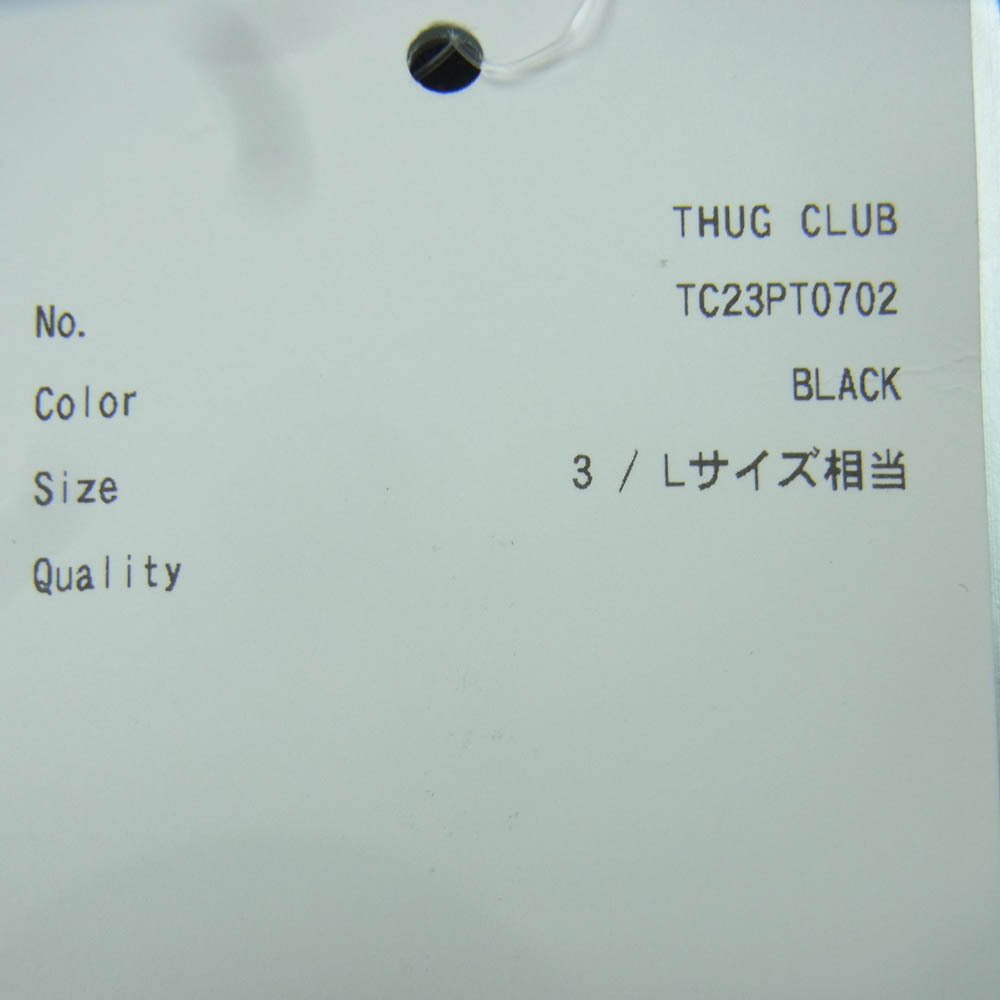 THUG CLUB
No. TC23PT0702
Color BLACK
Size 3 / Lサイズ相当
Quality